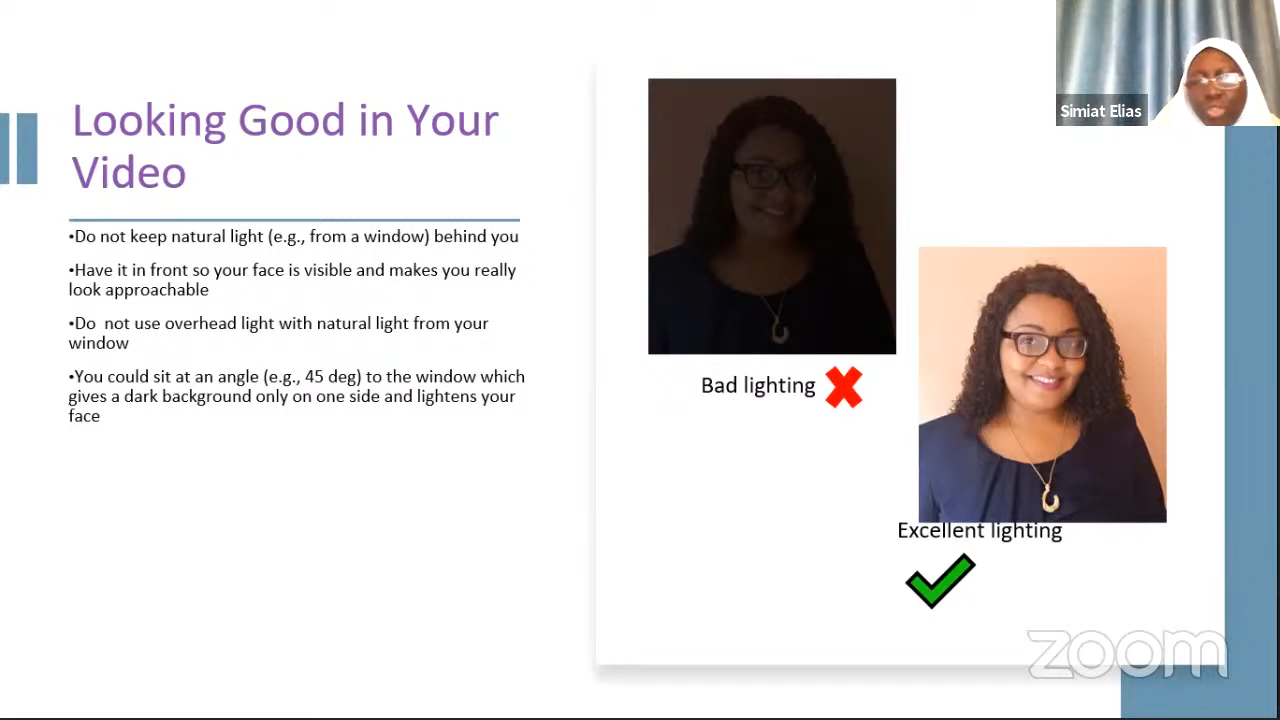 Looking Good in Your
Video
•Do not keep natural light (e.g., from a window) behind you
•Have it in front so your face is visible and makes you really
look approachable
•Do  not use overhead light with natural light from your
window
•You could sit at an angle (e.g., 45 deg) to the window which
gives a dark background only on one side and lightens your
face
Simiat Elias
Bad lighting
Excellent lighting
zoom